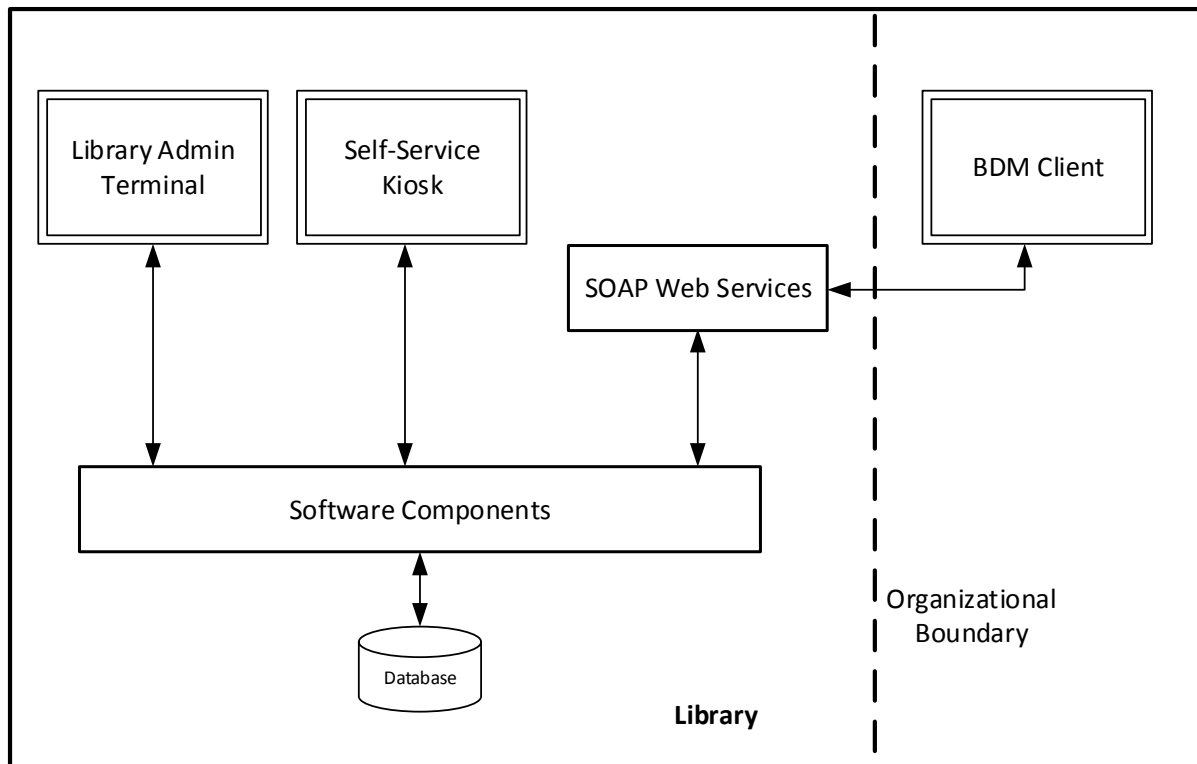 Library Admin
Terminal
Self-Service
Kiosk
BDM Client
SOAP Web Services
Software Components
Organizational
Boundary
Database
Library